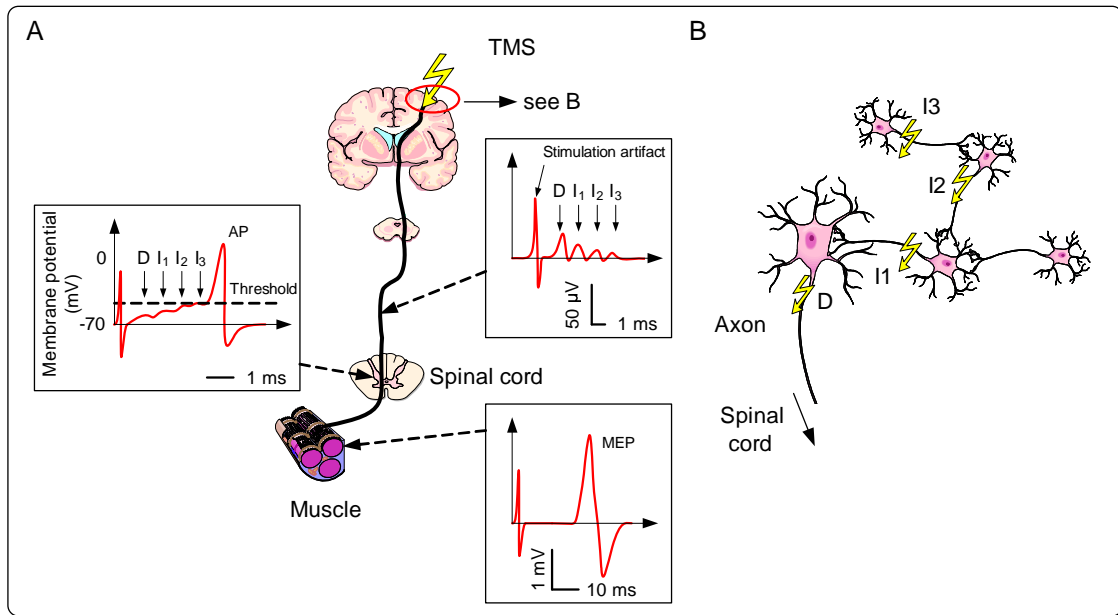 A
TMS
see B
Stimulation artifact
D I₁ I₂ I₃
50 µV
1 ms
Membrane potential
(mV)
0
-70
AP
D I₁ I₂ I₃
Threshold
1 ms
Spinal cord
Muscle
MEP
1 mV
10 ms
B
I3
I2
I1
D
Axon
Spinal
cord